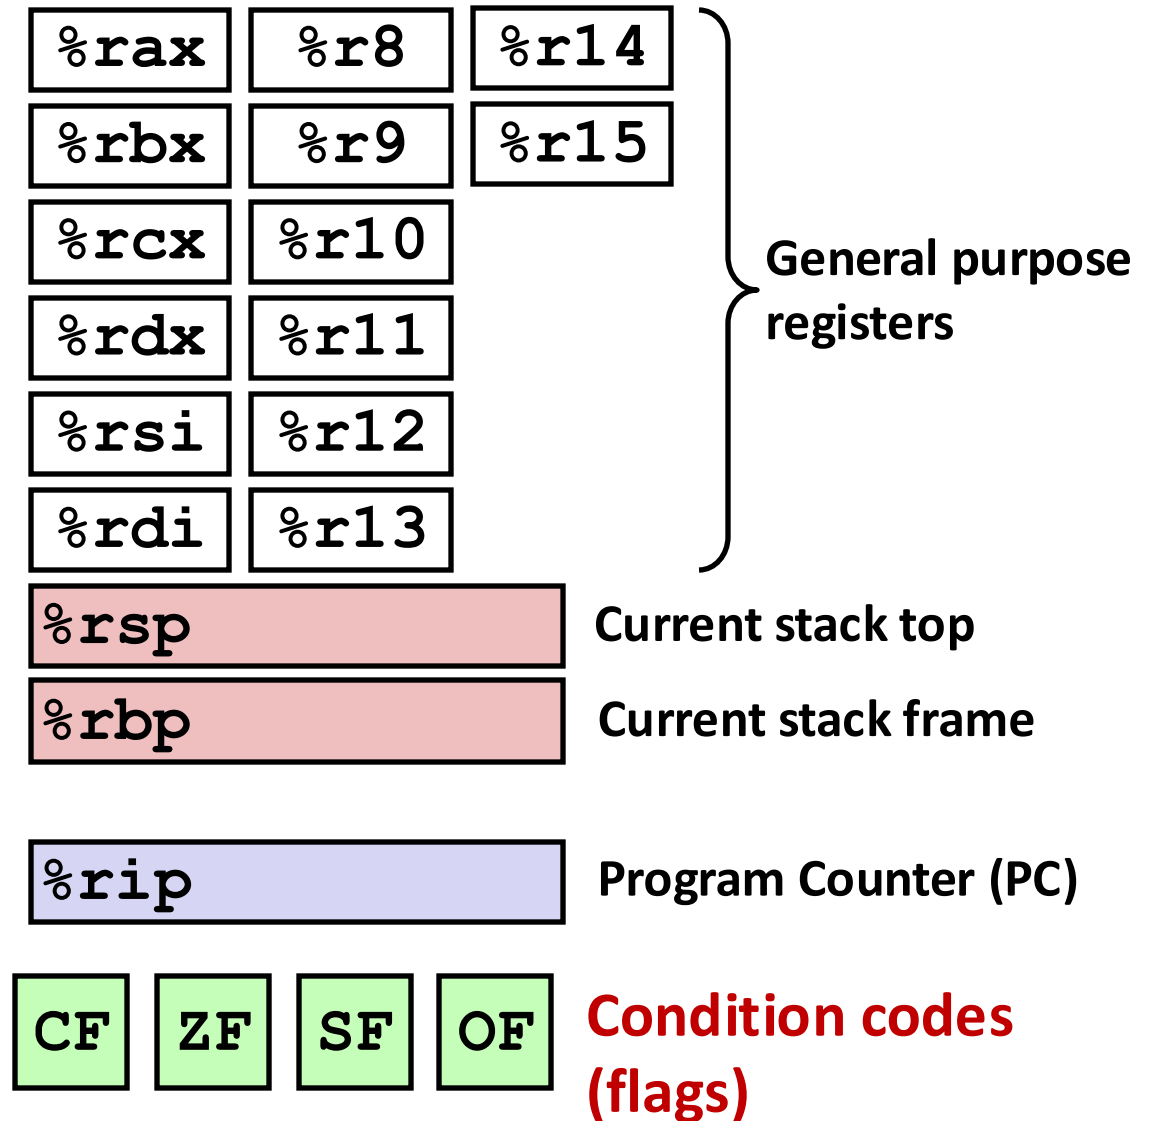 %rax %r8 %r14
%rbx %r9 %r15
%rcx %r10
%rdx %r11
%rsi %r12
%rdi %r13
General purpose
registers
%rsp Current stack top
%rbp Current stack frame
%rip Program Counter (PC)
CF ZF SF OF Condition codes
(flags)